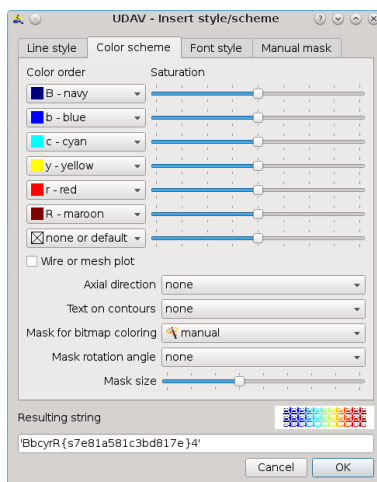 UDAV - Insert style/scheme
Line style Color scheme Font style Manual mask
Color order Saturation
B - navy
b - blue
c - cyan
y - yellow
r - red
R - maroon
none or default
Wire or mesh plot
Axial direction none
Text on contours none
Mask for bitmap coloring manual
Mask rotation angle none
Mask size
Resulting string
'BbcyrR{s7e81a581c3bd817e}4'
Cancel OK